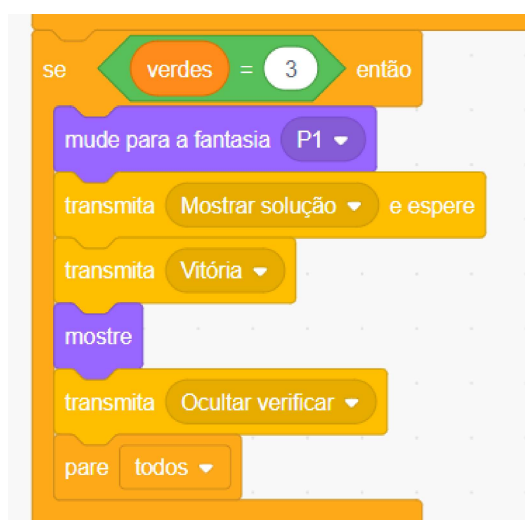 se verdes = 3 então
mude para a fantasia P1
transmita Mostrar solução e espere
transmita Vitória
mostre
transmita Ocultar verificar
pare todos